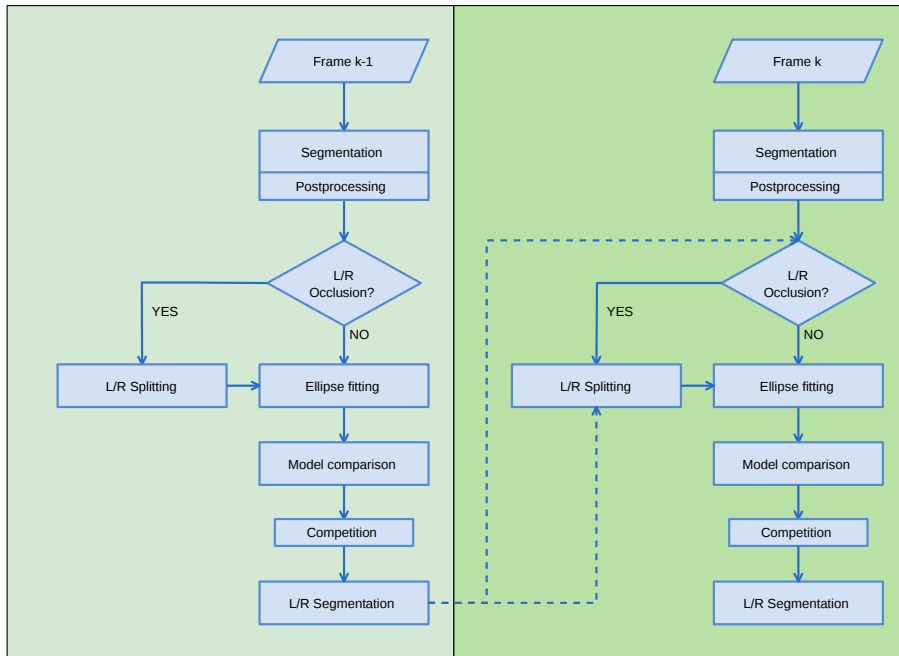 Frame k-1
Segmentation
Postprocessing
L/R
Occlusion?
YES
NO
L/R Splitting
Ellipse fitting
Model comparison
Competition
L/R Segmentation
Frame k
Segmentation
Postprocessing
L/R
Occlusion?
YES
NO
L/R Splitting
Ellipse fitting
Model comparison
Competition
L/R Segmentation